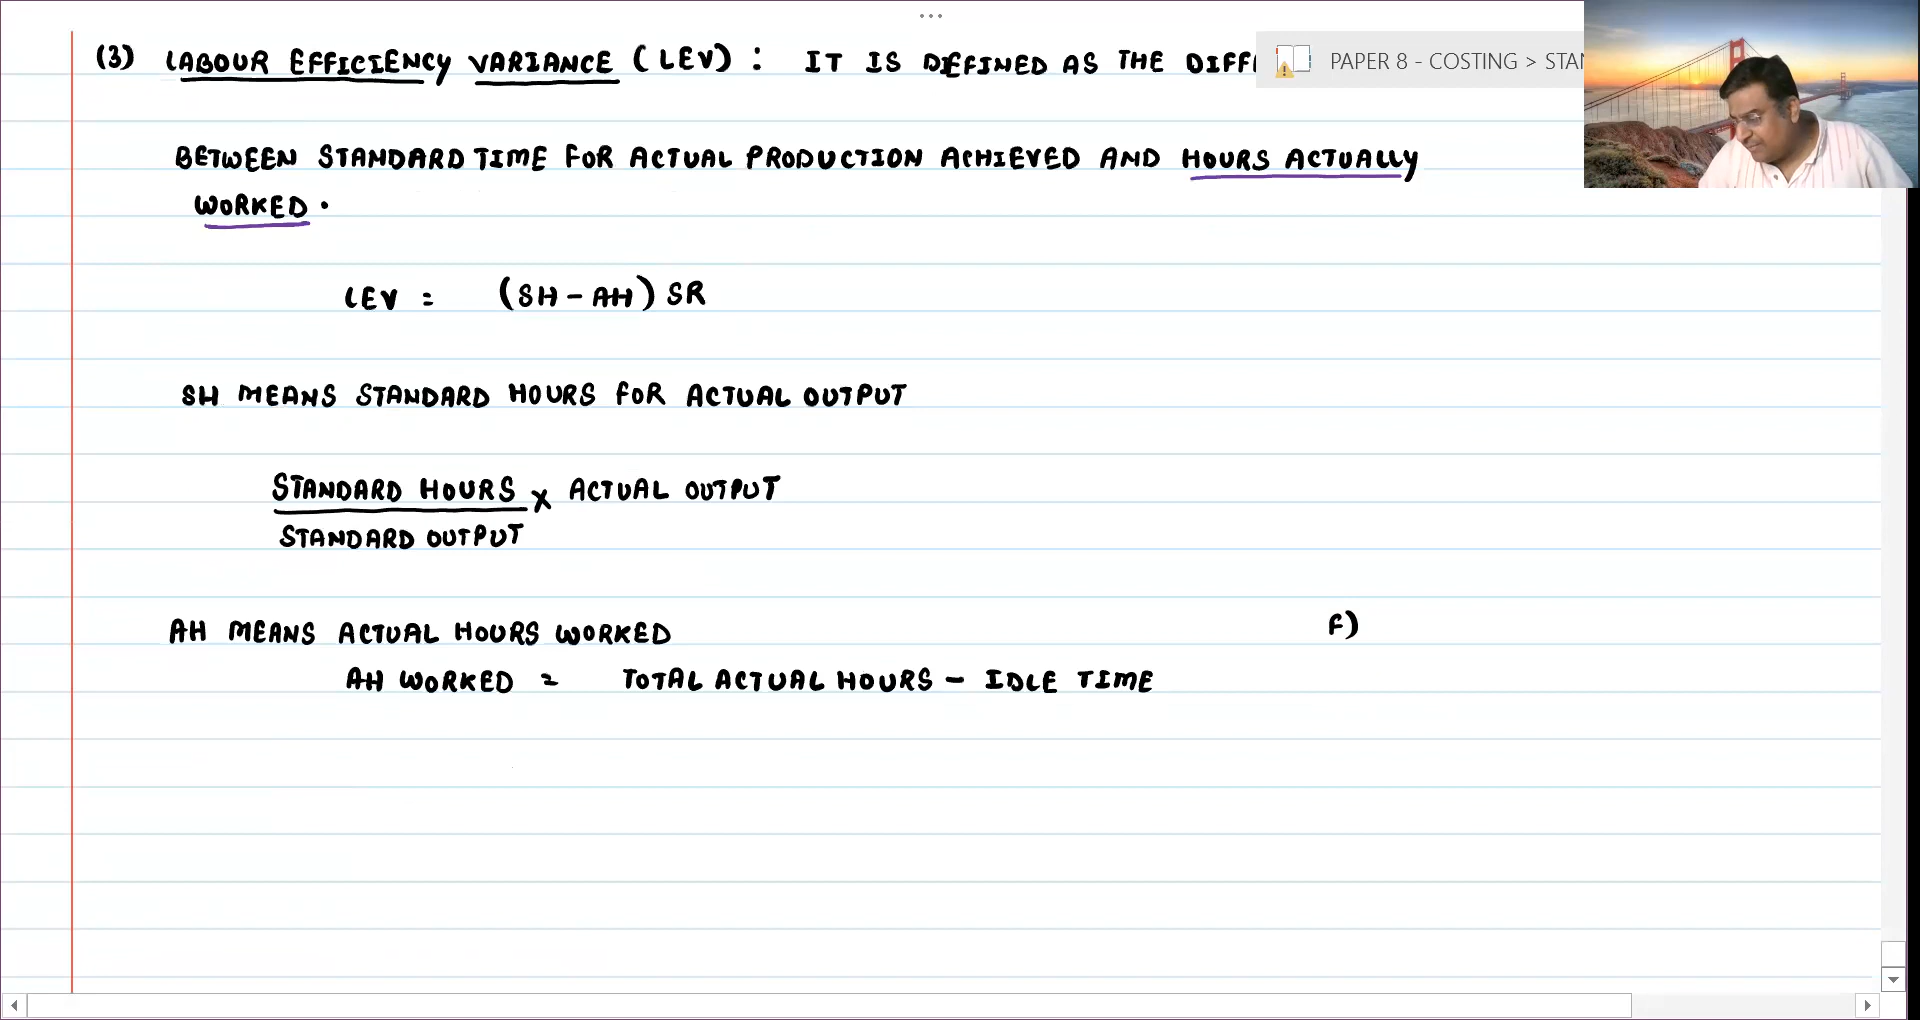 (3) LABOUR EFFICIENCY VARIANCE (LEV) : IT IS DEFINED AS THE DIFF
PAPER 8 - COSTING > STAN
BETWEEN STANDARD TIME FOR ACTUAL PRODUCTION ACHIEVED AND HOURS ACTUALLY
WORKED.
LEV = (SH - AH) SR
SH MEANS STANDARD HOURS FOR ACTUAL OUTPUT
STANDARD HOURS x ACTUAL OUTPUT
STANDARD OUTPUT
AH MEANS ACTUAL HOURS WORKED F)
AH WORKED = TOTAL ACTUAL HOURS - IDLE TIME